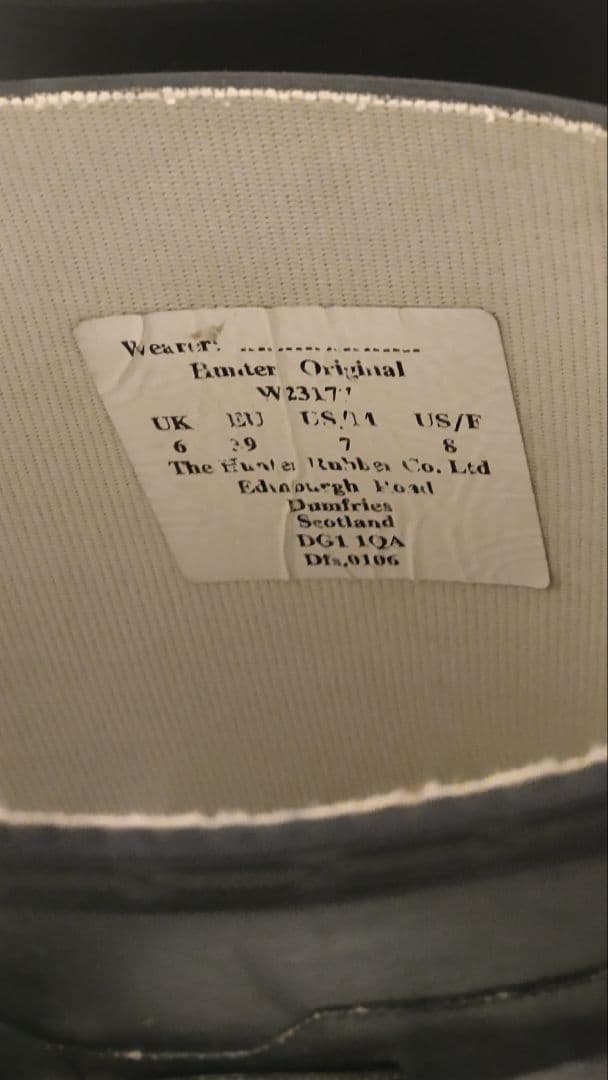 Wearer: ......................
Hunter Original
UK EU US/M US/F
6 39 7 8
The Hunter Rubber Co. Ltd
Edinburgh Road
Dumfries
Scotland
DG1 1QA
Dfs,0106